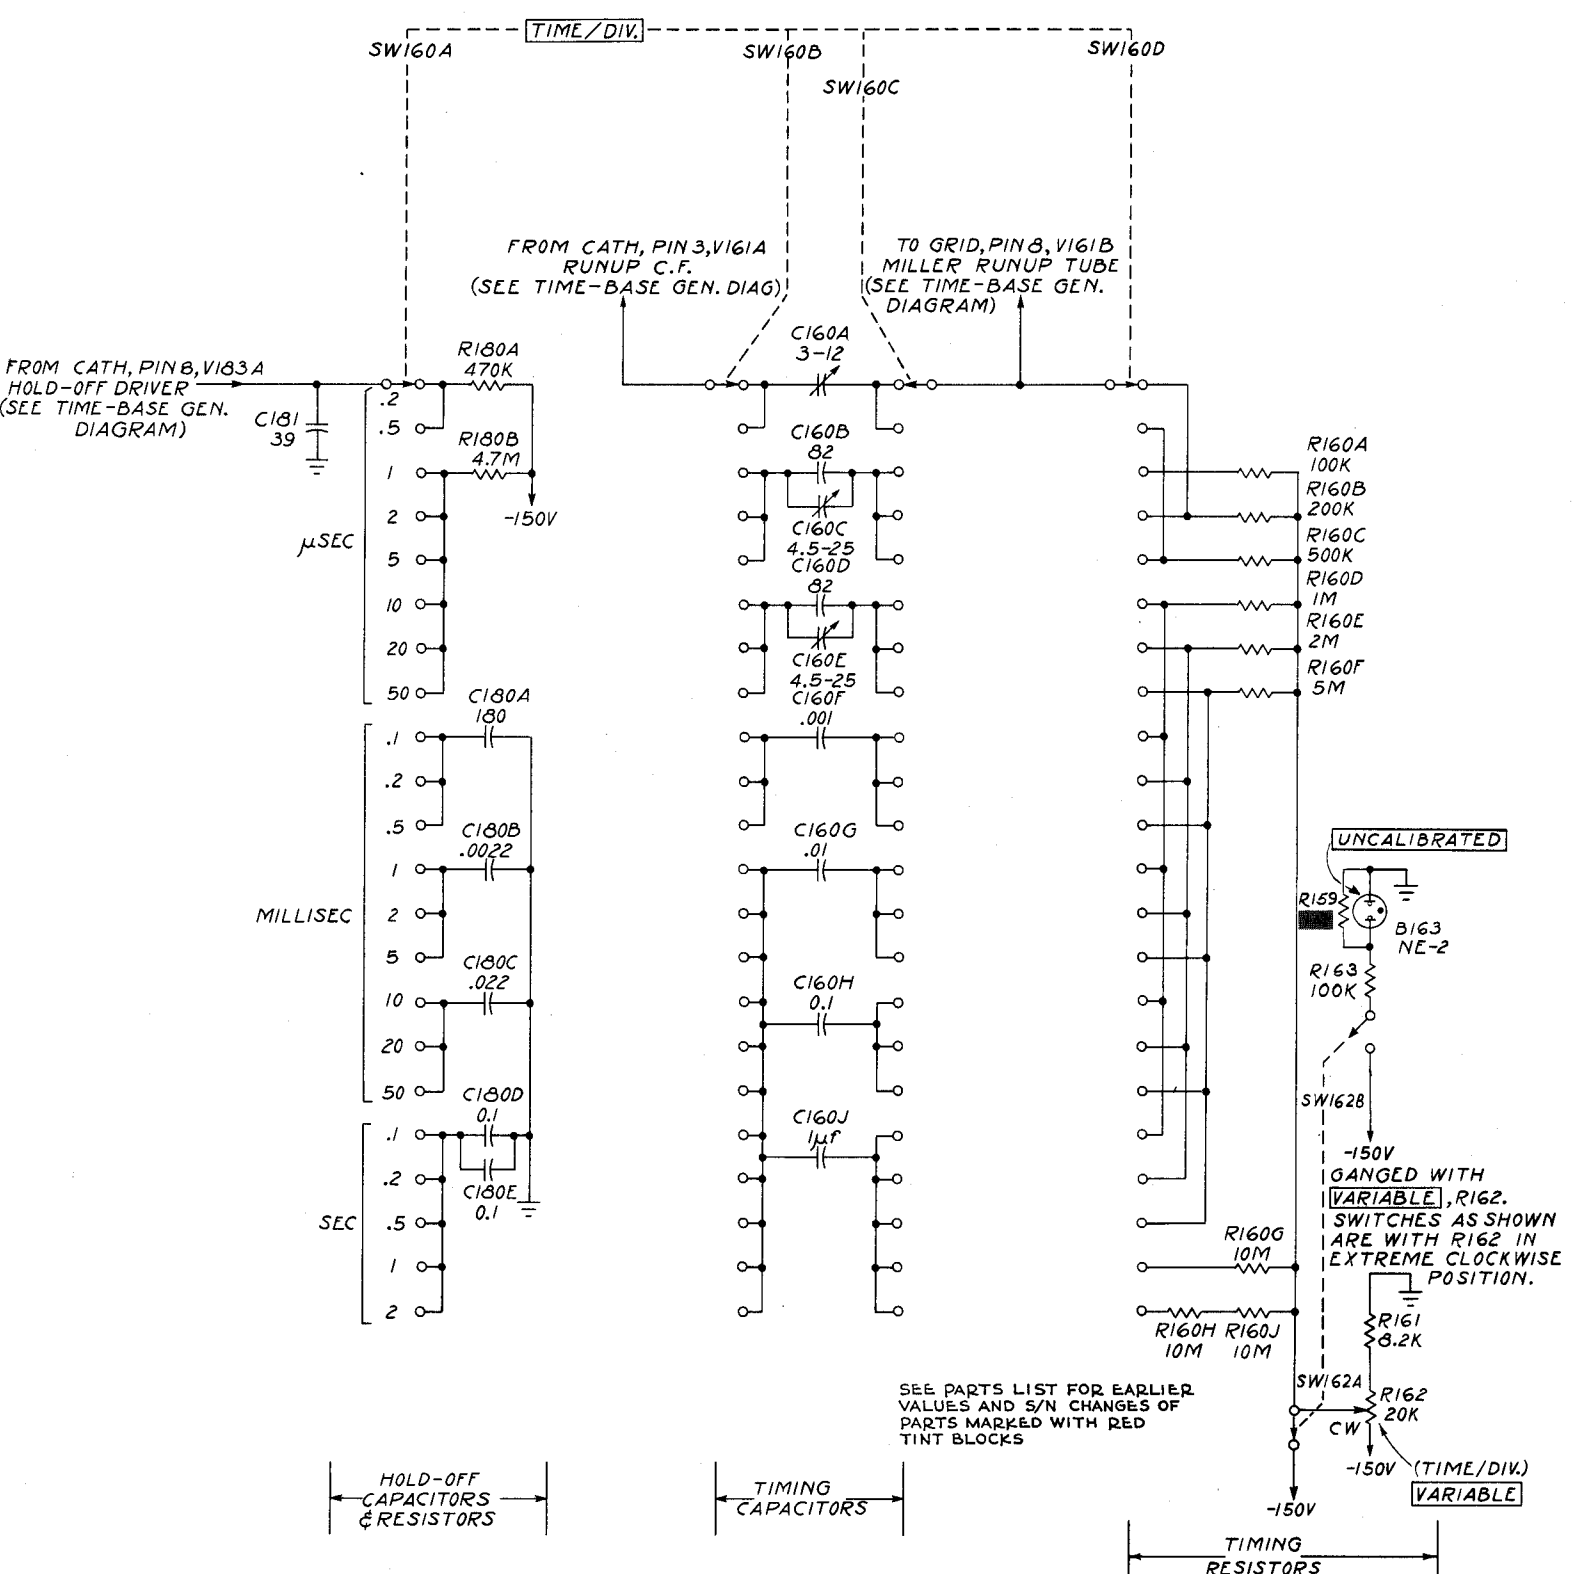 TIME/DIV.
SW160A
SW160B
SW160C
SW160D
FROM CATH, PIN 3, V161A
RUNUP C.F.
(SEE TIME-BASE GEN. DIAG)
TO GRID, PIN 8, V161B
MILLER RUNUP TUBE
(SEE TIME-BASE GEN.
DIAGRAM)
FROM CATH, PIN 8, V183A
HOLD-OFF DRIVER
(SEE TIME-BASE GEN.
DIAGRAM)
C181
39
R180A
470K
R180B
4.7M
-150V
µSEC
.2
.5
1
2
5
10
20
50
MILLISEC
.1
.2
.5
1
2
5
10
20
50
SEC
.1
.2
.5
1
2
C180A
180
C180B
.0022
C180C
.022
C180D
0.1
C180E
0.1
C160A
3-12
C160B
82
C160C
4.5-25
C160D
82
C160E
4.5-25
C160F
.001
C160G
.01
C160H
0.1
C160J
1µf
R160A
100K
R160B
200K
R160C
500K
R160D
1M
R160E
2M
R160F
5M
R160G
10M
R160H R160J
10M 10M
UNCALIBRATED
R159
B163
NE-2
R163
100K
SW162B
-150V
GANGED WITH
VARIABLE, R162.
SWITCHES AS SHOWN
ARE WITH R162 IN
EXTREME CLOCKWISE
POSITION.
R161
8.2K
SW162A
R162
20K
CW
-150V
(TIME/DIV.)
VARIABLE
-150V
SEE PARTS LIST FOR EARLIER
VALUES AND S/N CHANGES OF
PARTS MARKED WITH RED
TINT BLOCKS
HOLD-OFF
CAPACITORS
& RESISTORS
TIMING
CAPACITORS
TIMING
RESISTORS